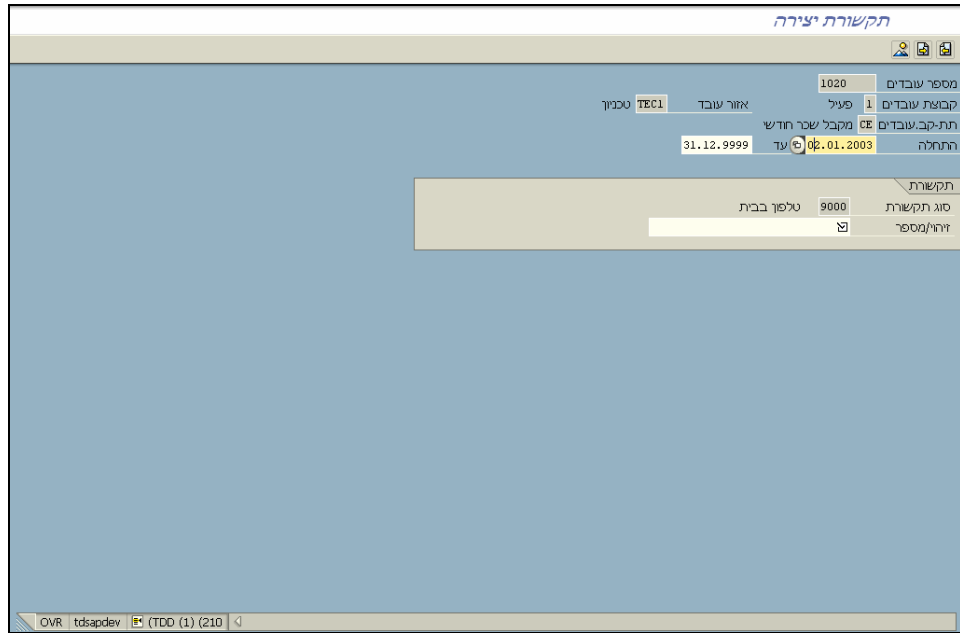 תקשורת יצירה
מספר עובדים 1020
קבוצת עובדים 1 פעיל אזור עובד TEC1 טכניון
תת-קב.עובדים CE מקבל שכר חודשי
התחלה 02.01.2003 עד 31.12.9999
תקשורת
סוג תקשורת 9000 טלפון בבית
זיהוי/מספר
OVR tdsapdev (TDD (1) (210